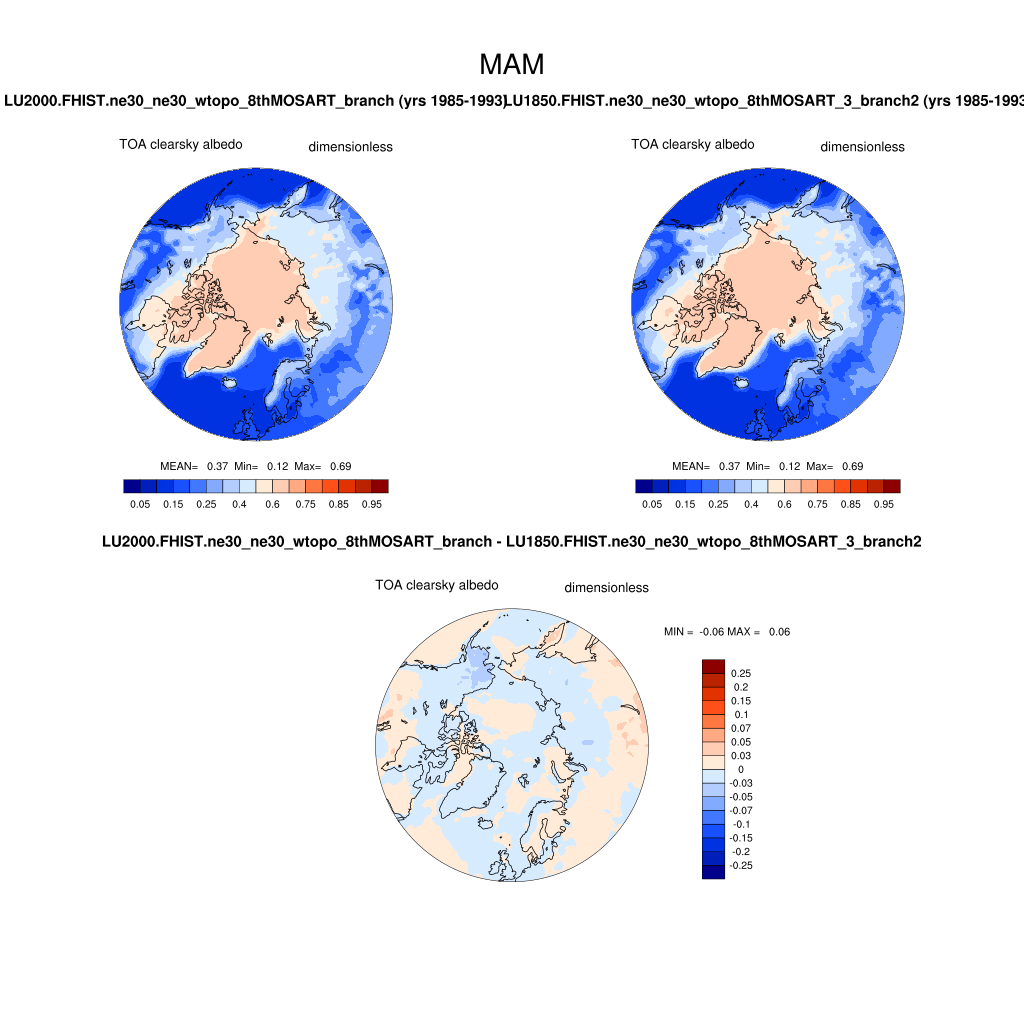 MAM
LU2000.FHIST.ne30_ne30_wtopo_8thMOSART_branch (yrs 1985-1993)
LU1850.FHIST.ne30_ne30_wtopo_8thMOSART_3_branch2 (yrs 1985-1993
TOA clearsky albedo dimensionless
TOA clearsky albedo dimensionless
MEAN= 0.37 Min= 0.12 Max= 0.69
MEAN= 0.37 Min= 0.12 Max= 0.69
0.05 0.15 0.25 0.4 0.6 0.75 0.85 0.95
0.05 0.15 0.25 0.4 0.6 0.75 0.85 0.95
LU2000.FHIST.ne30_ne30_wtopo_8thMOSART_branch - LU1850.FHIST.ne30_ne30_wtopo_8thMOSART_3_branch2
TOA clearsky albedo dimensionless
MIN = -0.06 MAX = 0.06
0.25
0.2
0.15
0.1
0.07
0.05
0.03
0
-0.03
-0.05
-0.07
-0.1
-0.15
-0.2
-0.25